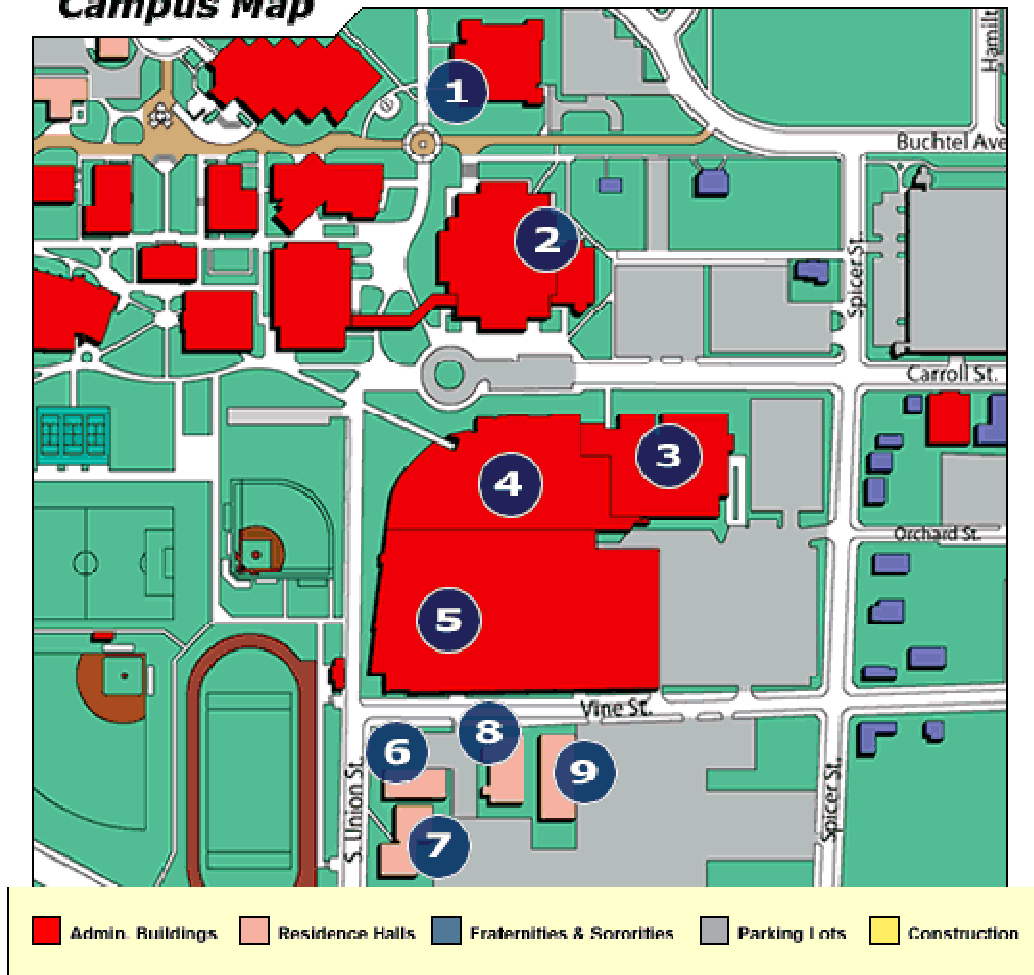 Campus Map
Hamilt
1
Buchtel Ave
2
Spicer St.
Carroll St.
3
4
Orchard St.
5
Vine St.
8
6
9
S. Union St.
Spicer St.
7
Admin. Buildings
Residence Halls
Fraternities & Sororities
Parking Lots
Construction